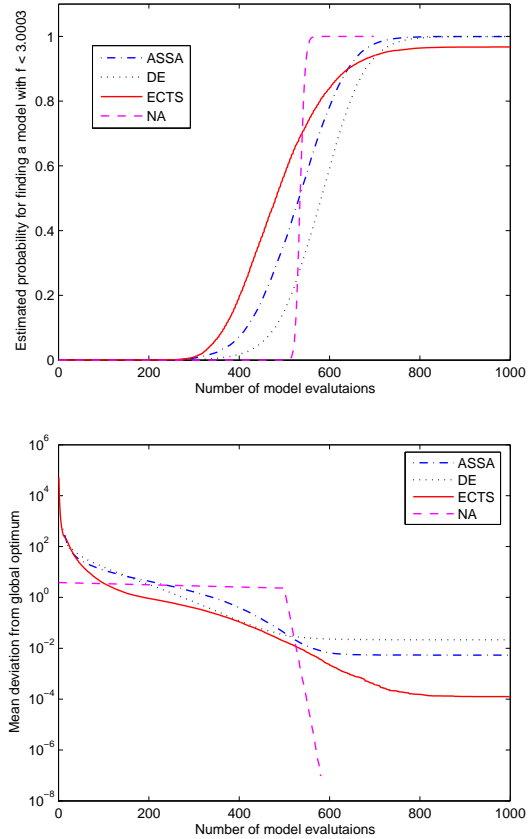 Estimated probability for finding a model with f < 3.0003
1
0.8
0.6
0.4
0.2
0
ASSA
DE
ECTS
NA
0 200 400 600 800 1000
Number of model evalutaions
Mean deviation from global optimum
10^6
10^4
10^2
10^0
10^-2
10^-4
10^-6
10^-8
ASSA
DE
ECTS
NA
0 200 400 600 800 1000
Number of model evalutaions